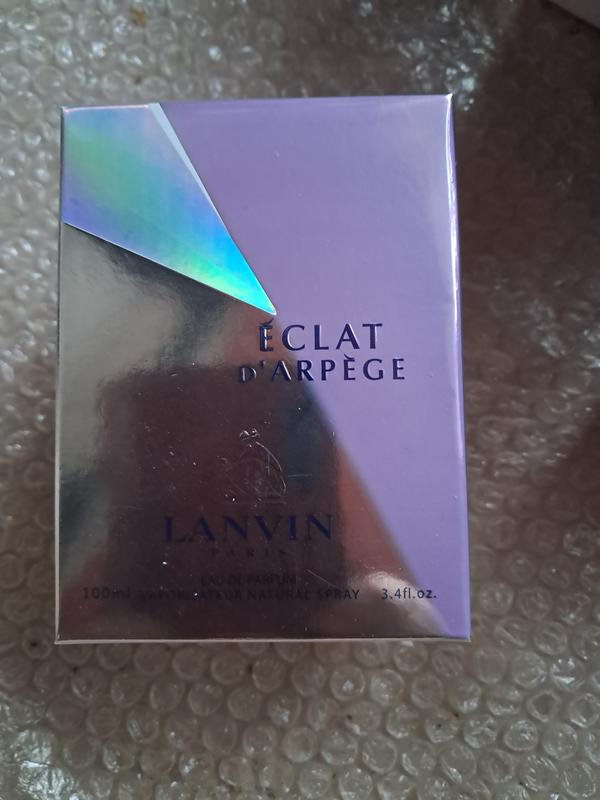 ÉCLAT
D'ARPÈGE
LANVIN
PARIS
EAU DE PARFUM
100ml VAPORISATEUR NATURAL SPRAY 3.4fl.oz.